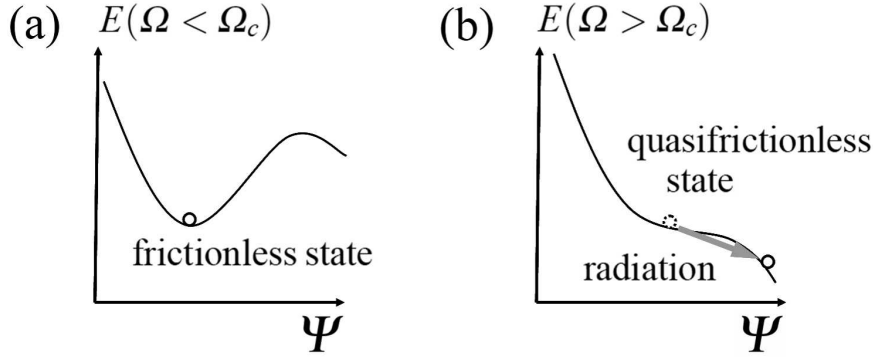 (a) E(Ω < Ω_c)
frictionless state
Ψ
(b) E(Ω > Ω_c)
quasifrictionless
state
radiation
Ψ